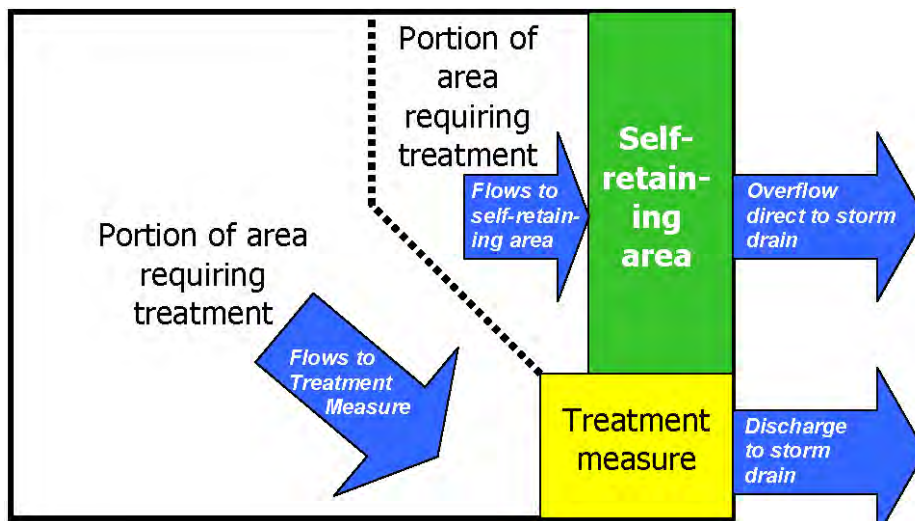 Portion of
area
requiring
treatment
Self-
retain-
ing
area
Flows to
self-retain-
ing area
Overflow
direct to storm
drain
Portion of area
requiring
treatment
Flows to
Treatment
Measure
Treatment
measure
Discharge
to storm
drain